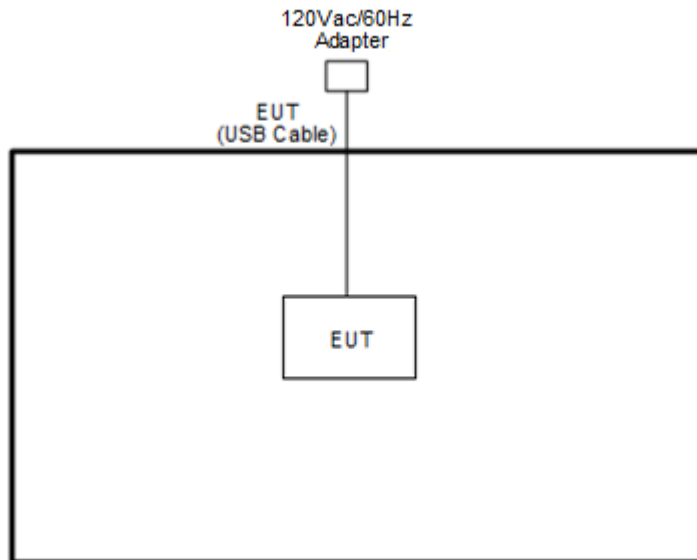 120Vac/60Hz
Adapter
EUT
(USB Cable)
EUT